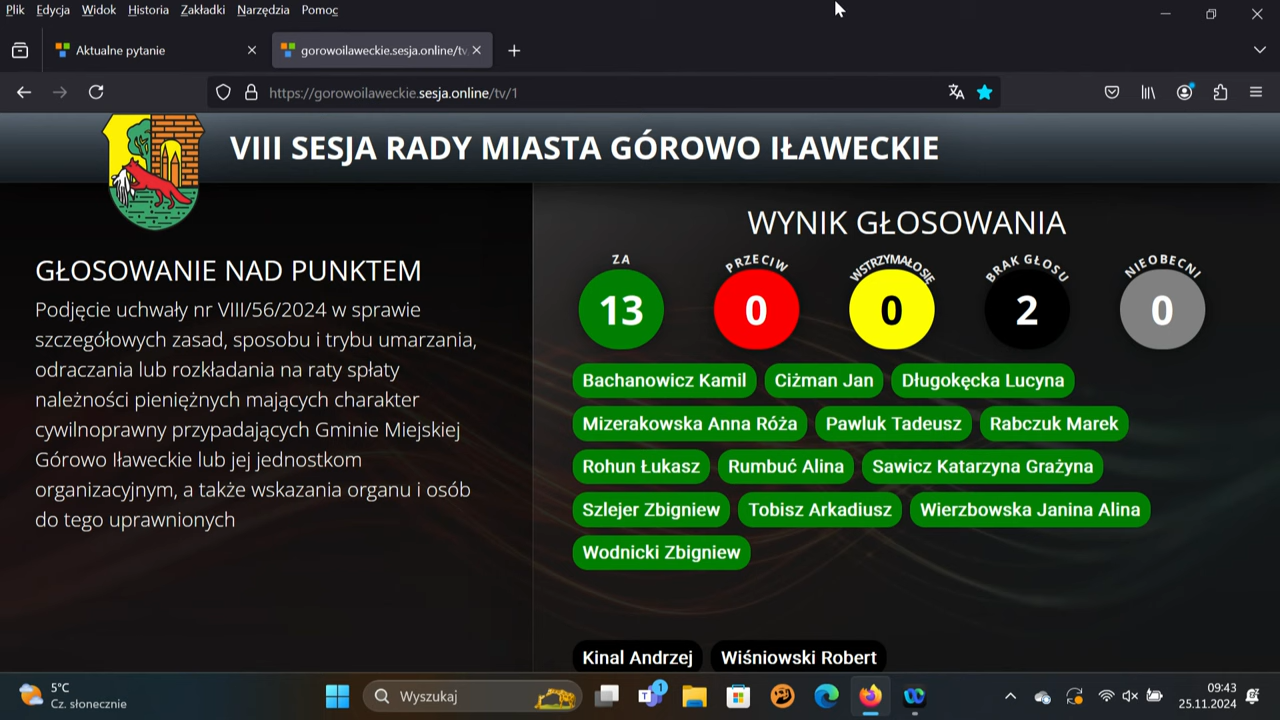 Plik Edycja Widok Historia Zakładki Narzędzia Pomoc
Aktualne pytanie
gorowoilaweckie.sesja.online/tv
https://gorowoilaweckie.sesja.online/tv/1
VIII SESJA RADY MIASTA GÓROWO IŁAWECKIE
GŁOSOWANIE NAD PUNKTEM
Podjęcie uchwały nr VIII/56/2024 w sprawie
szczegółowych zasad, sposobu i trybu umarzania,
odraczania lub rozkładania na raty spłaty
należności pieniężnych mających charakter
cywilnoprawny przypadających Gminie Miejskiej
Górowo Iławeckie lub jej jednostkom
organizacyjnym, a także wskazania organu i osób
do tego uprawnionych
WYNIK GŁOSOWANIA
ZA PRZECIW WSTRZYMAŁO SIĘ BRAK GŁOSU NIEOBECNI
13 0 0 2 0
Bachanowicz Kamil Ciżman Jan Długokęcka Lucyna
Mizerakowska Anna Róża Pawluk Tadeusz Rabczuk Marek
Rohun Łukasz Rumbuć Alina Sawicz Katarzyna Grażyna
Szlejer Zbigniew Tobisz Arkadiusz Wierzbowska Janina Alina
Wodnicki Zbigniew
Kinal Andrzej Wiśniowski Robert
5°C
Cz. słonecznie
Wyszukaj
1
09:43
25.11.2024